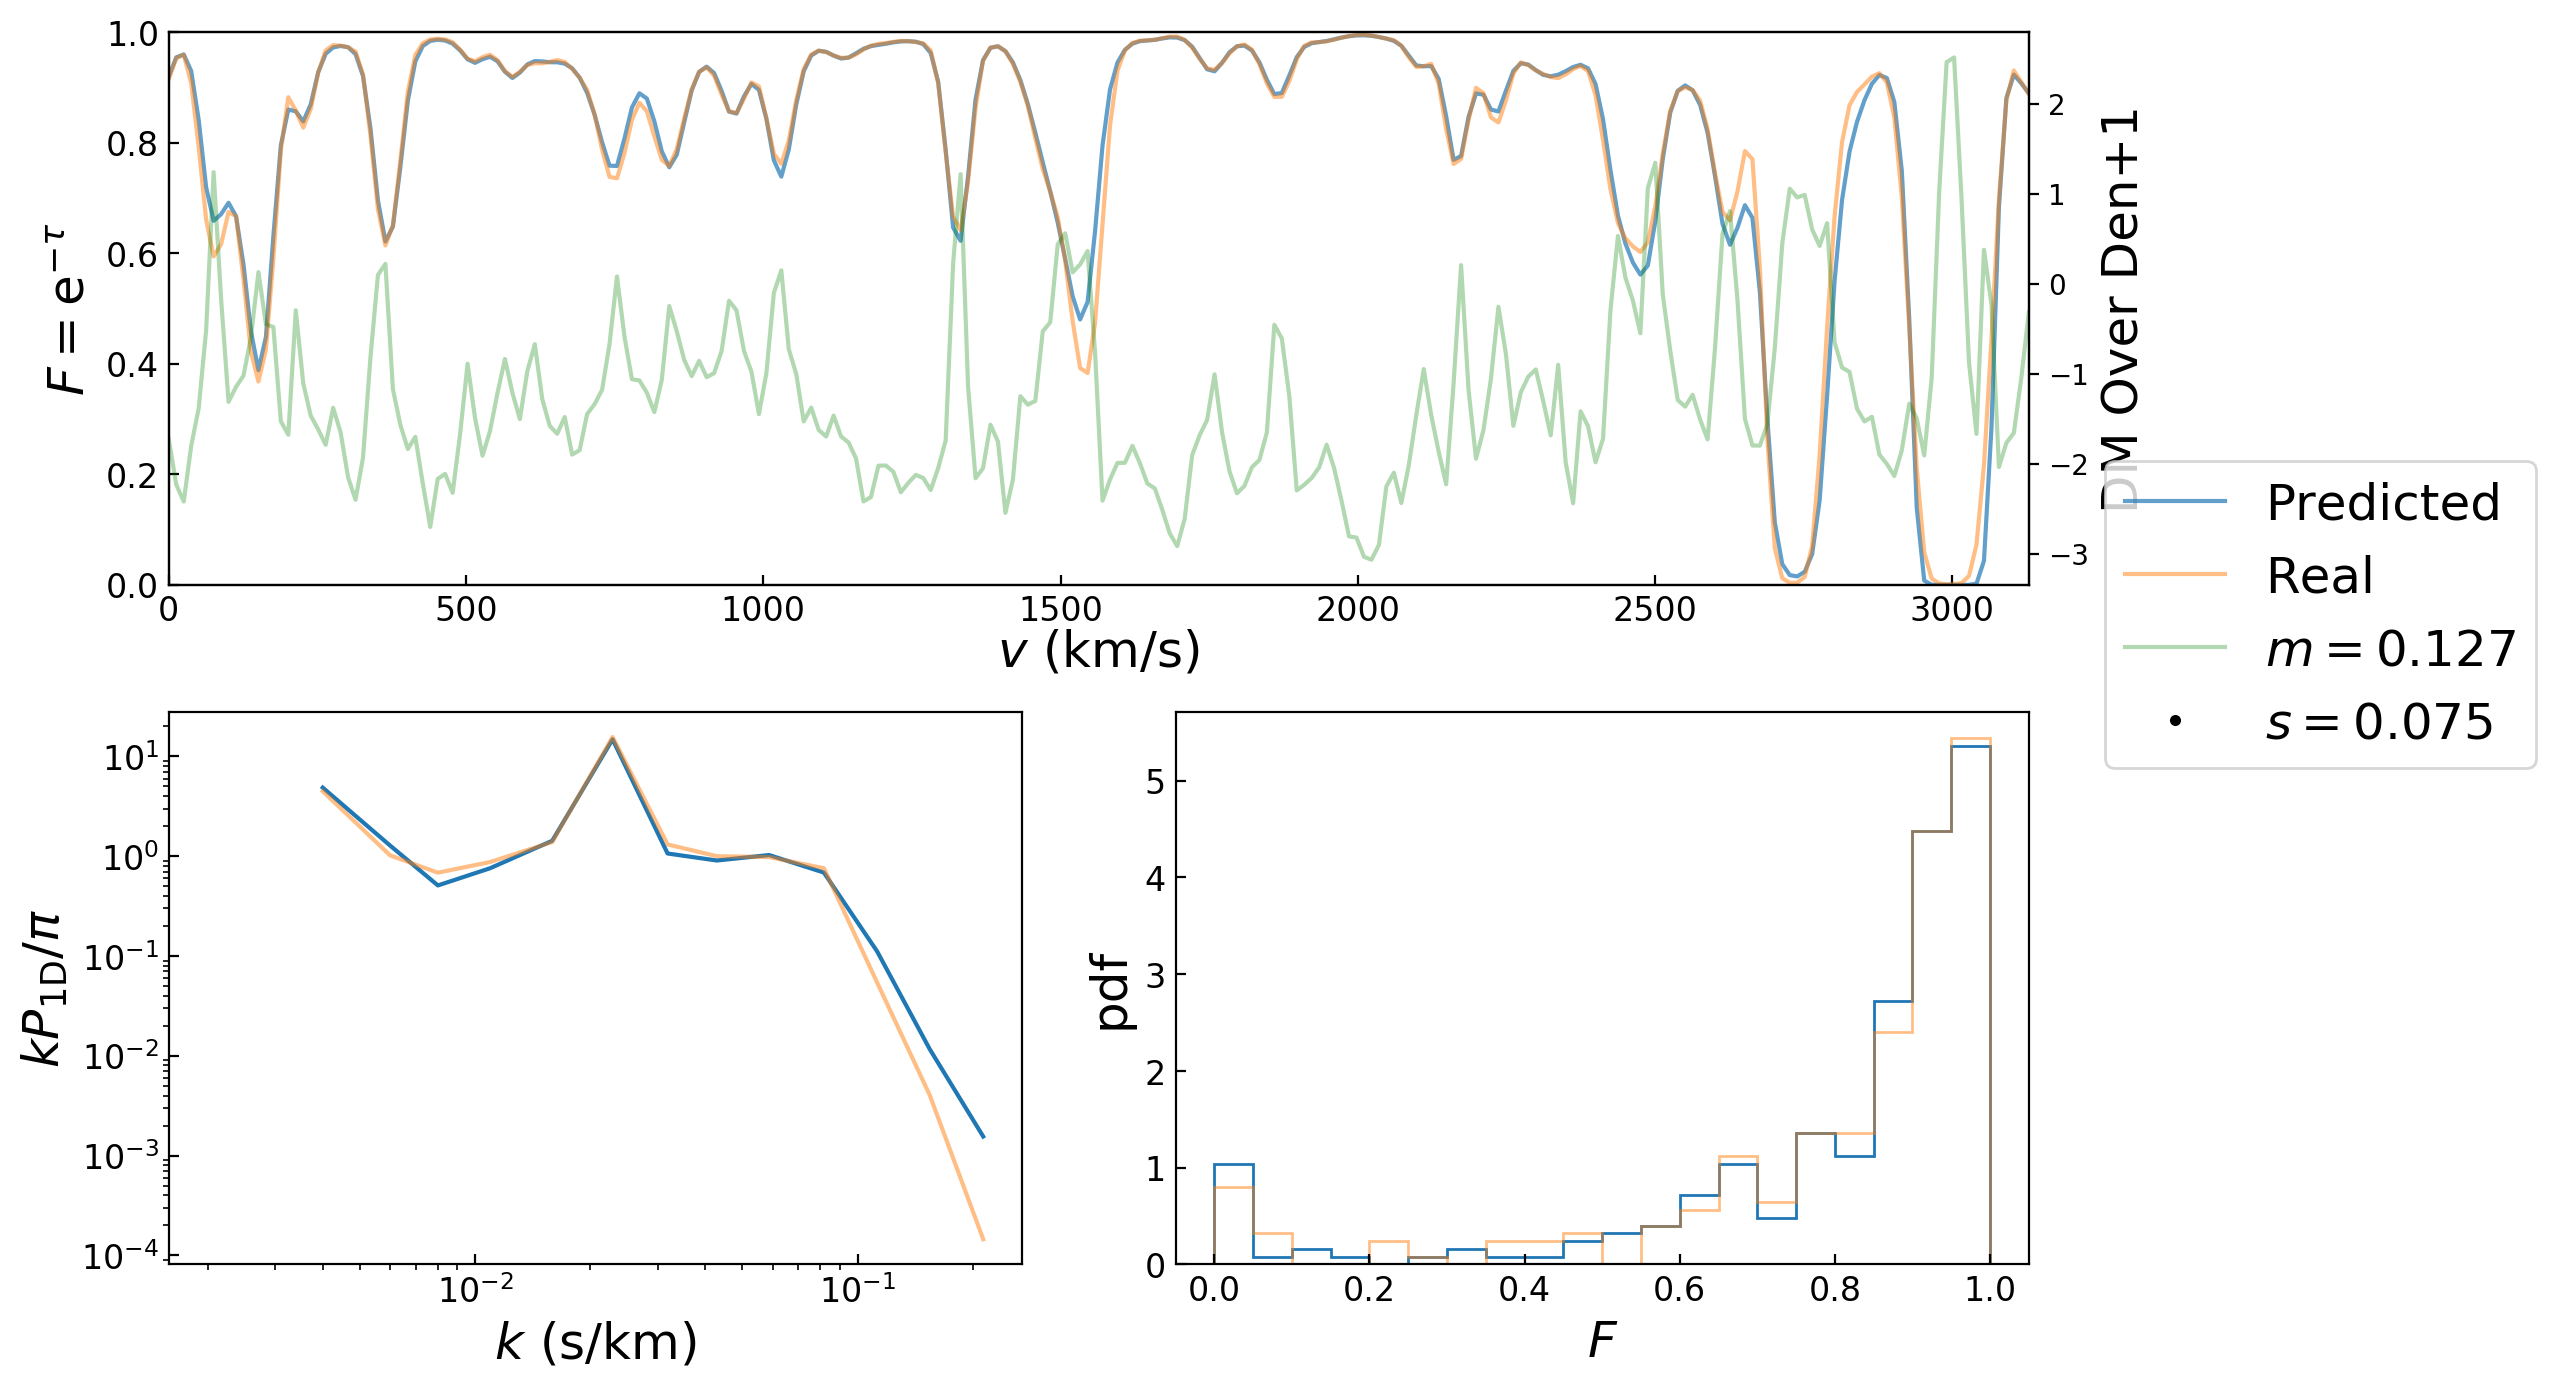 1.0
0.8
0.6
0.4
0.2
0.0
F = e^{-τ}
0 500 1000 1500 2000 2500 3000
v (km/s)
2
1
0
−1
−2
−3
DM Over Den+1
Predicted
Real
m = 0.127
s = 0.075
10^1
10^0
10^{-1}
10^{-2}
10^{-3}
10^{-4}
kP_{1D}/π
10^{-2} 10^{-1}
k (s/km)
5
4
3
2
1
0
pdf
0.0 0.2 0.4 0.6 0.8 1.0
F